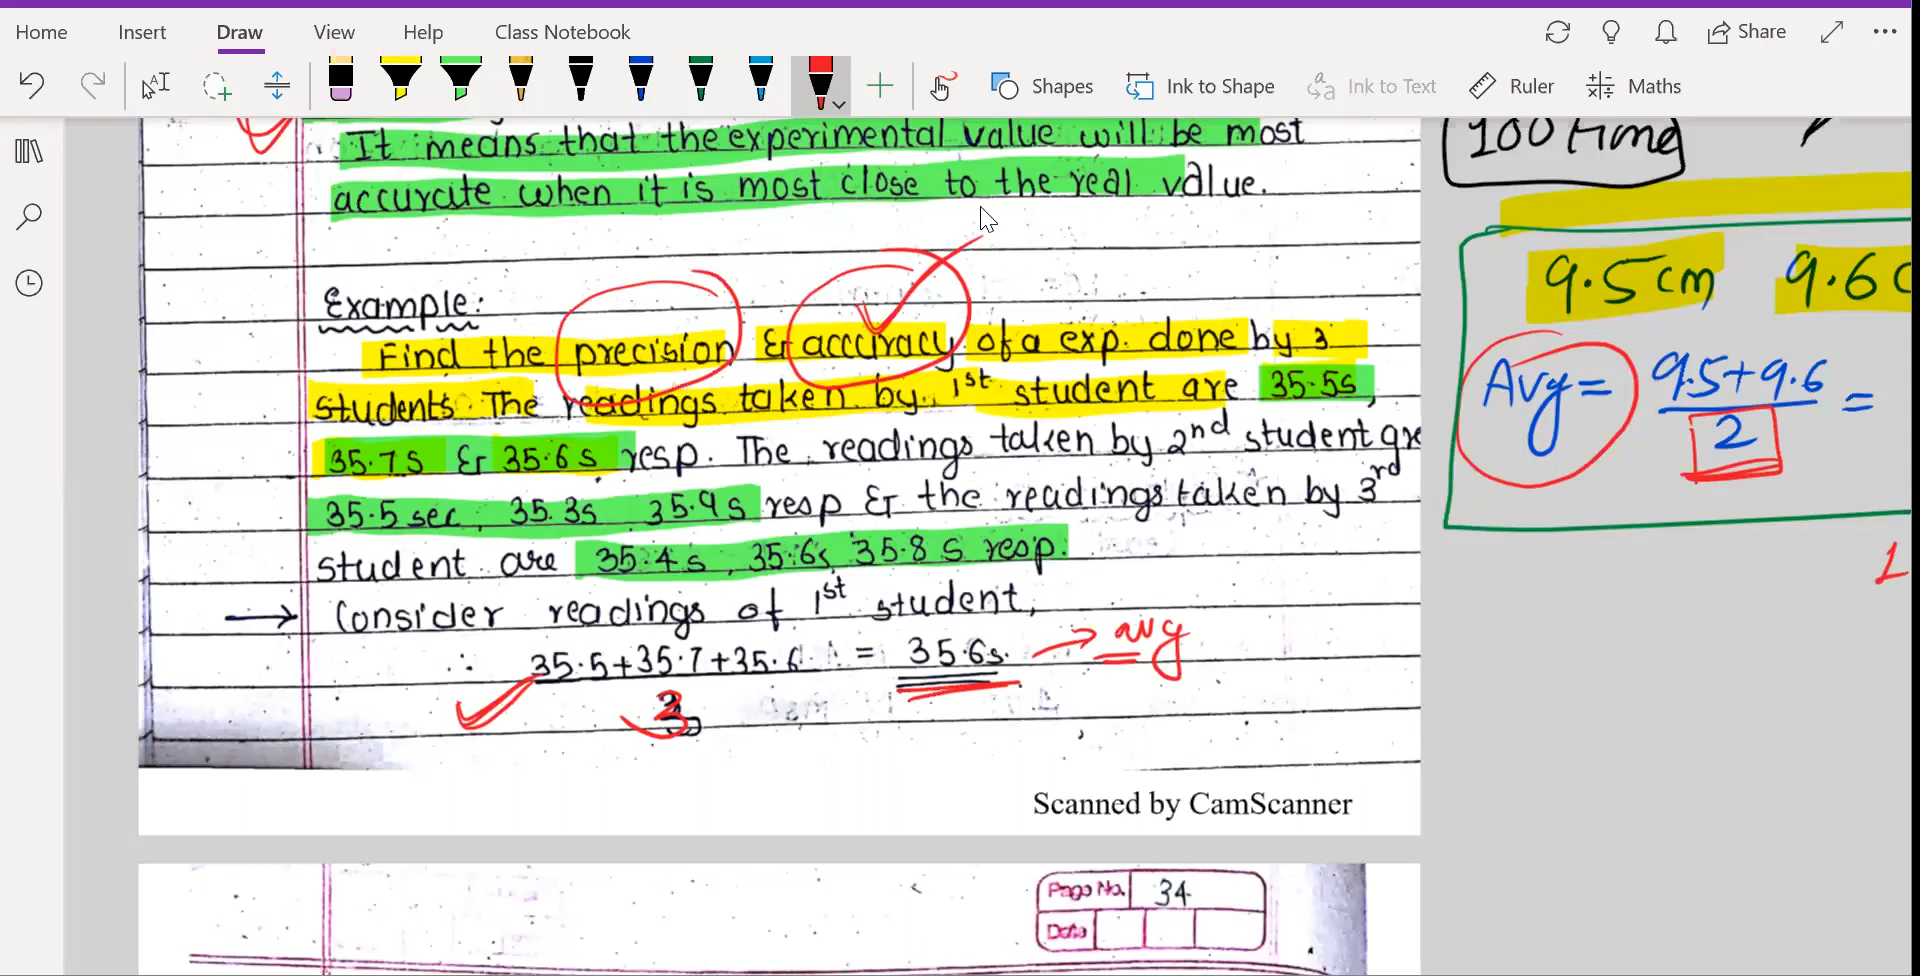 Home Insert Draw View Help Class Notebook Share
Shapes Ink to Shape Ink to Text Ruler Maths
It means that the experimental value will be most
accurate when it is most close to the real value.
Example:
Find the precision & accuracy of a exp. done by 3
students. The readings taken by 1st student are 35.5s,
35.7s & 35.6s resp. The readings taken by 2nd student are
35.5 sec, 35.3s 35.9s resp & the readings taken by 3rd
student are 35.4s, 35.6s, 35.8s resp.
→ Consider readings of 1st student,
∴ 35.5+35.7+35.6 = 35.6s. → avg
3
Scanned by CamScanner
Page No. 34
Date
100 time
9.5 cm 9.6 c
Avg = 9.5+9.6 =
2
1